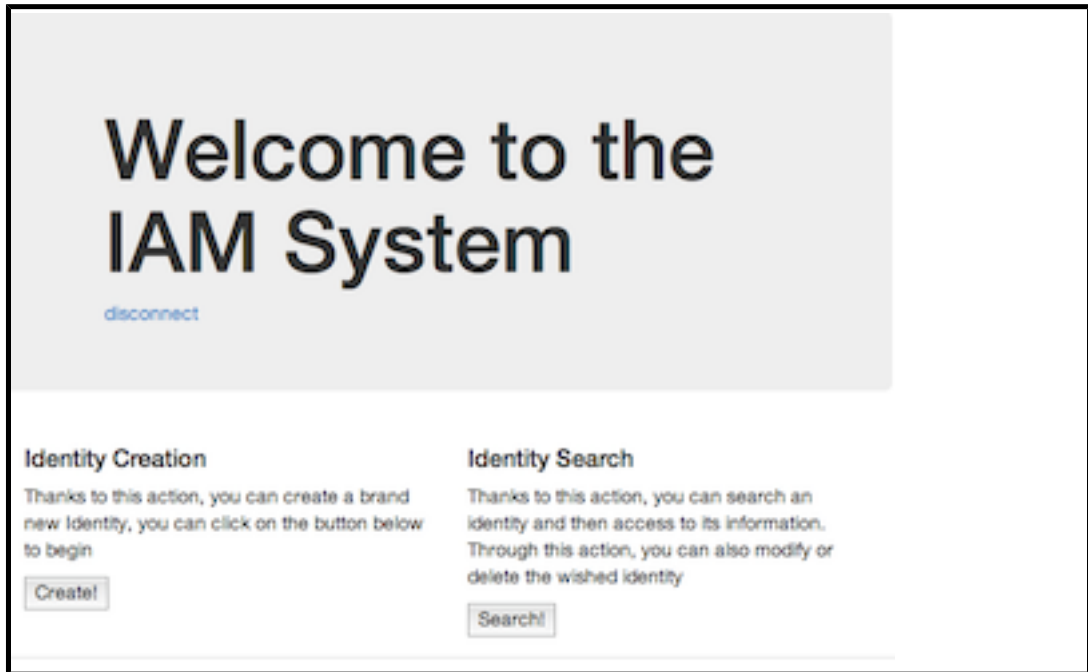 Welcome to the
IAM System
disconnect
Identity Creation
Thanks to this action, you can create a brand
new Identity, you can click on the button below
to begin
Create!
Identity Search
Thanks to this action, you can search an
identity and then access to its information.
Through this action, you can also modify or
delete the wished identity
Search!